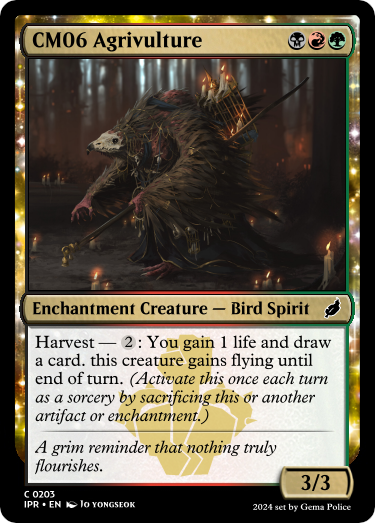 CM06 Agrivulture
Enchantment Creature — Bird Spirit
Harvest — 2 : You gain 1 life and draw
a card. this creature gains flying until
end of turn. (Activate this once each turn
as a sorcery by sacrificing this or another
artifact or enchantment.)
A grim reminder that nothing truly
flourishes.
3/3
C 0203
IPR • EN JO YONGSEOK
2024 set by Gema Police